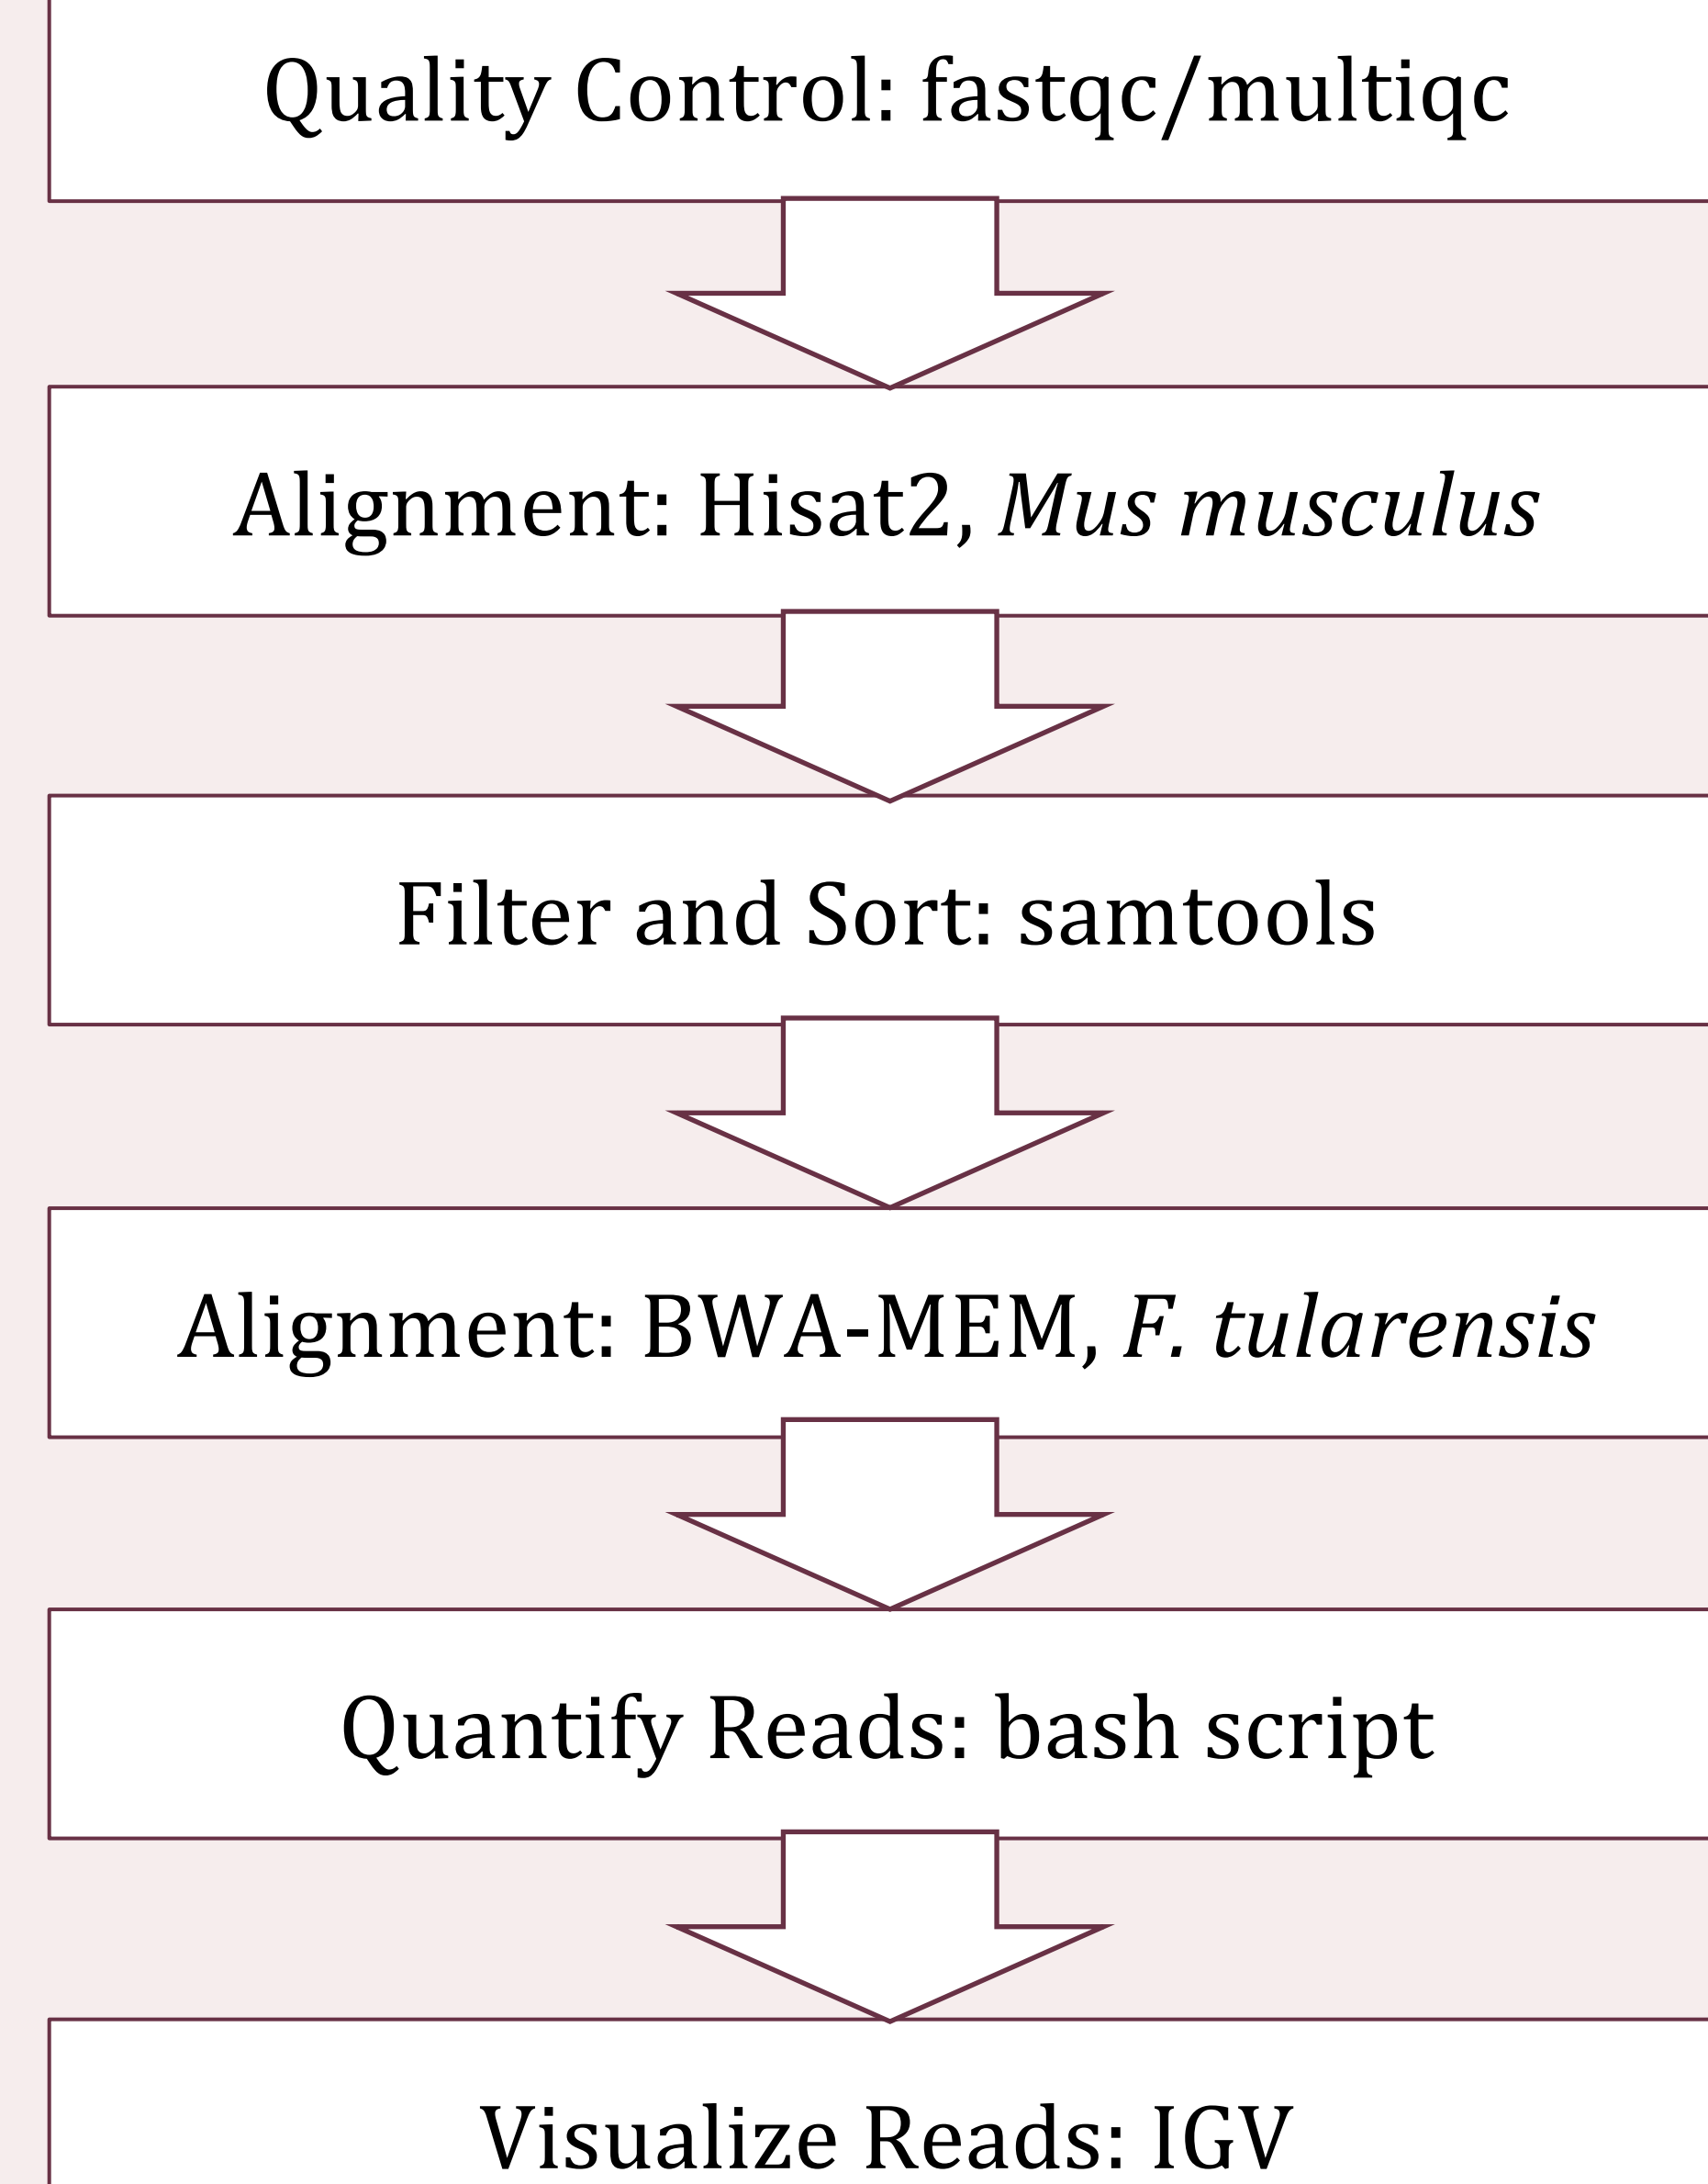 Quality Control: fastqc/multiqc
Alignment: Hisat2, Mus musculus
Filter and Sort: samtools
Alignment: BWA-MEM, F. tularensis
Quantify Reads: bash script
Visualize Reads: IGV